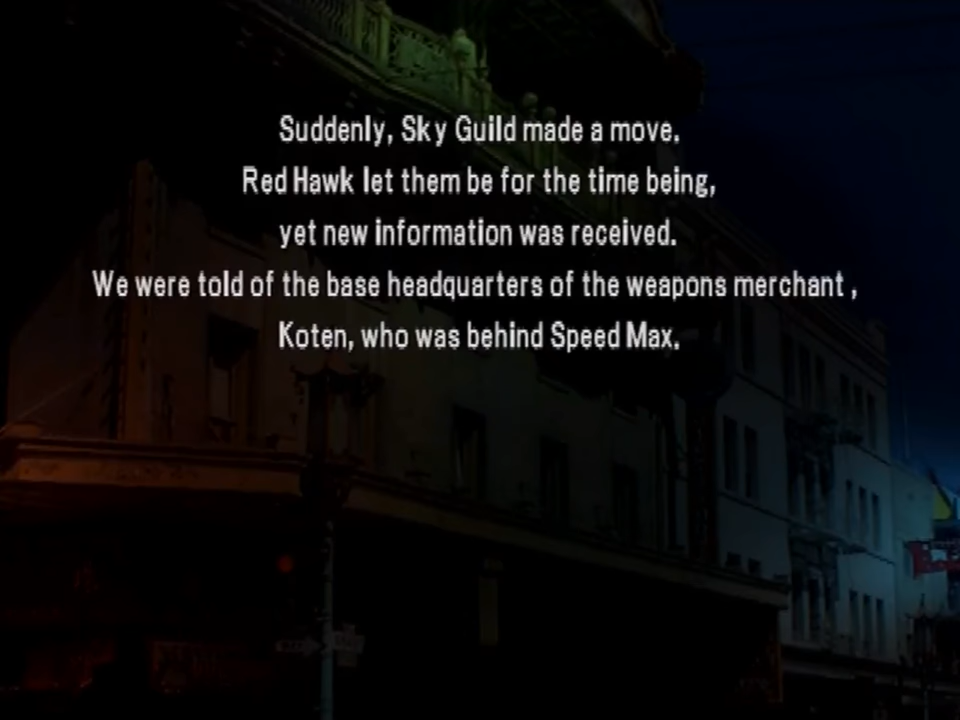 Suddenly, Sky Guild made a move.
Red Hawk let them be for the time being,
yet new information was received.
We were told of the base headquarters of the weapons merchant ,
Koten, who was behind Speed Max.